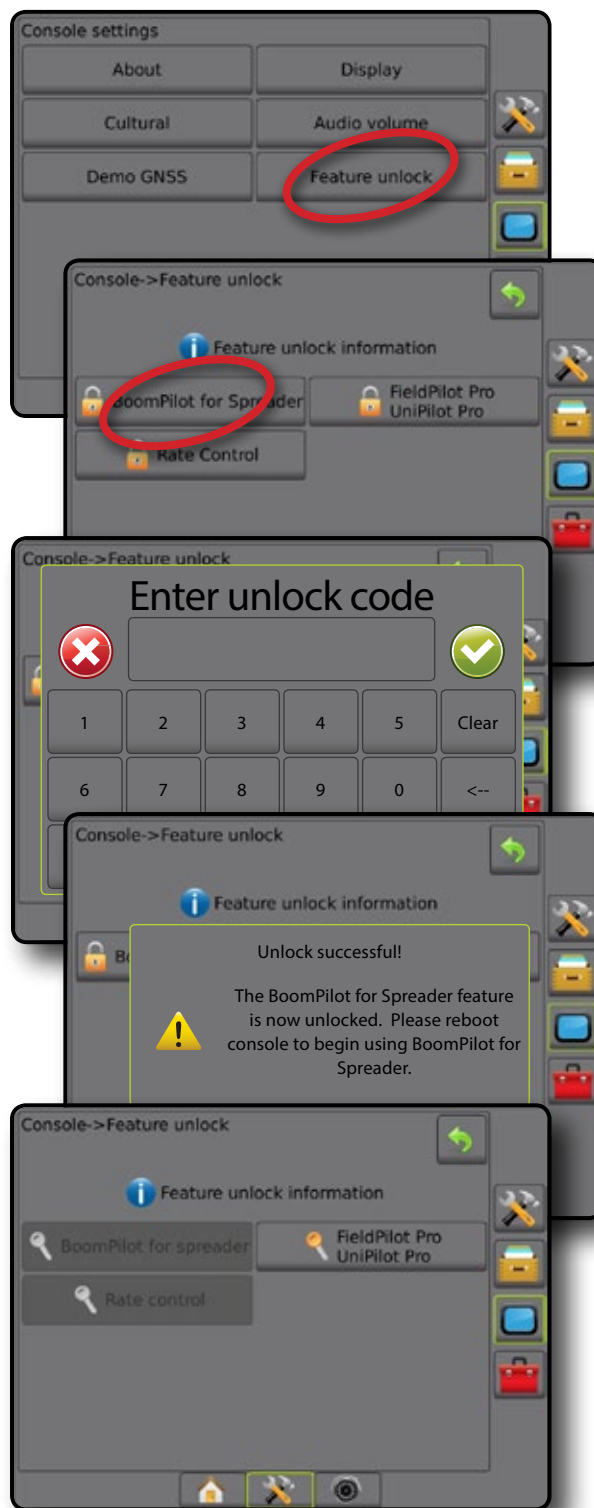 Console settings
About
Display
Cultural
Audio volume
Demo GNSS
Feature unlock
Console->Feature unlock
Feature unlock information
BoomPilot for Spreader
FieldPilot Pro
UniPilot Pro
Rate Control
Console->Feature unlock
Enter unlock code
1
2
3
4
5
Clear
6
7
8
9
0
<--
Console->Feature unlock
Feature unlock information
Unlock successful!
The BoomPilot for Spreader feature
is now unlocked. Please reboot
console to begin using BoomPilot for
Spreader.
Console->Feature unlock
Feature unlock information
BoomPilot for spreader
FieldPilot Pro
UniPilot Pro
Rate control